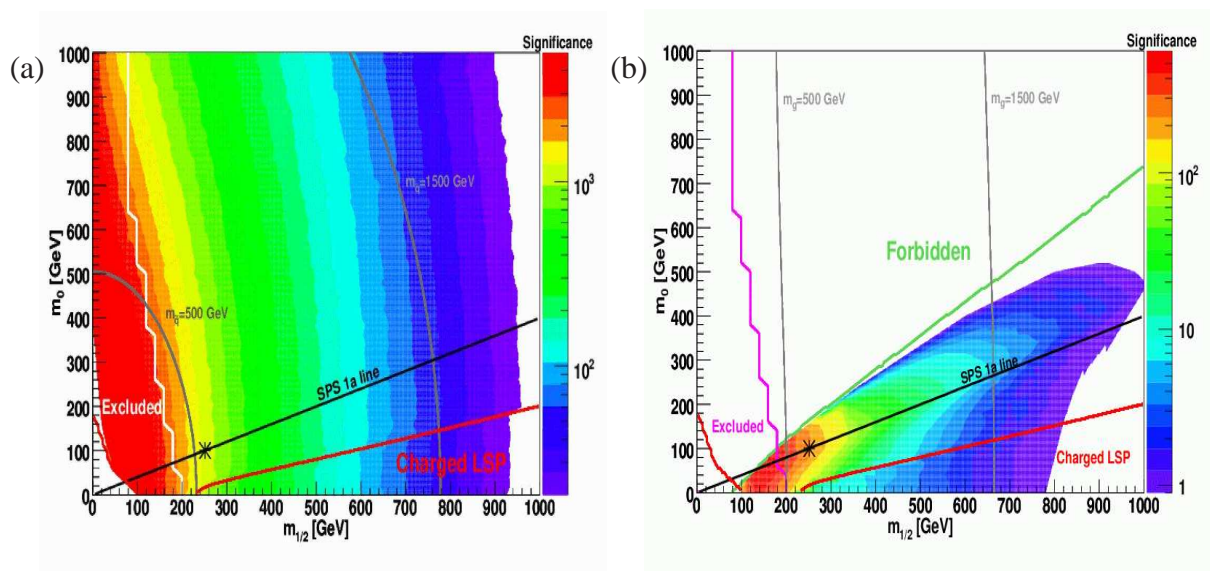 (a)
Significance
1000
900
800
700
600
500
400
300
200
100
0
m₀ [GeV]
m_q=1500 GeV
m_q=500 GeV
SPS 1a line
Excluded
Charged LSP
0 100 200 300 400 500 600 700 800 900 1000
m₁/₂ [GeV]
10³
10²
(b)
Significance
1000
900
800
700
600
500
400
300
200
100
0
m₀ [GeV]
m_g=500 GeV
m_g=1500 GeV
Forbidden
SPS 1a line
Excluded
Charged LSP
0 100 200 300 400 500 600 700 800 900 1000
m₁/₂ [GeV]
10²
10
1